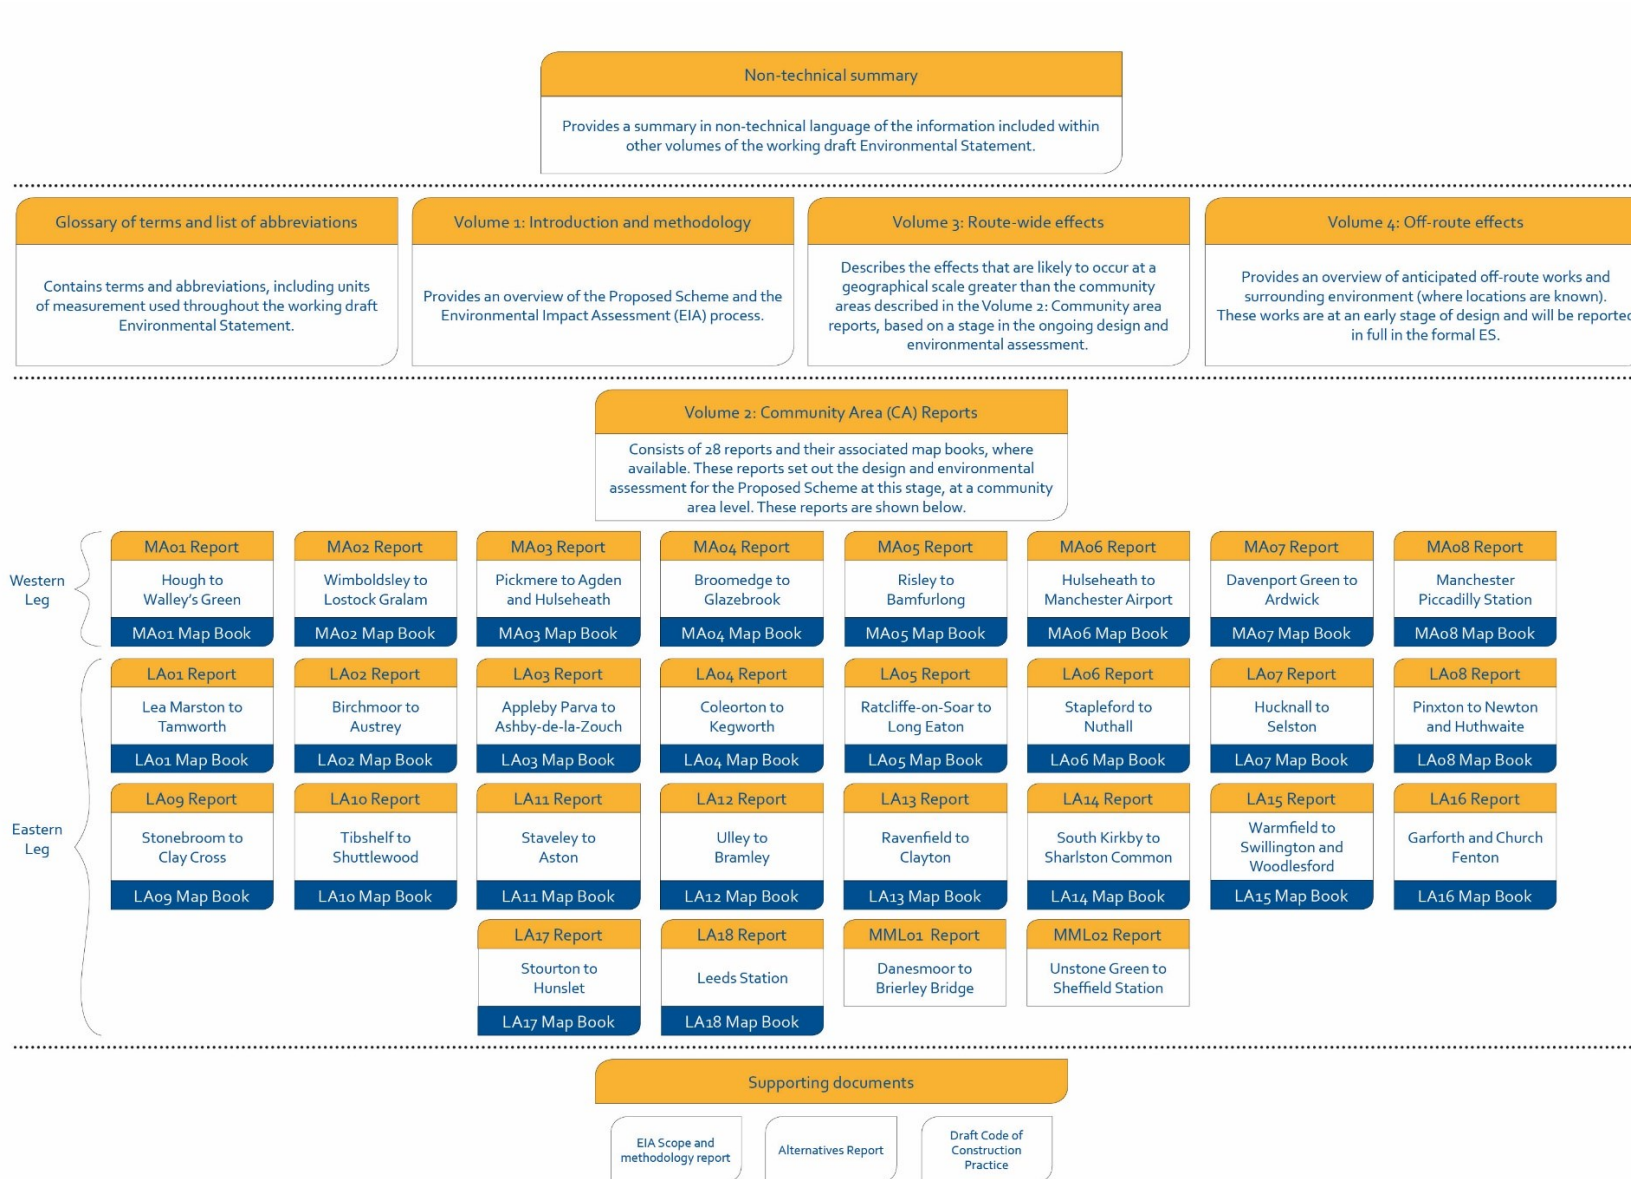 Non-technical summary
Provides a summary in non-technical language of the information included within
other volumes of the working draft Environmental Statement.
Glossary of terms and list of abbreviations
Contains terms and abbreviations, including units
of measurement used throughout the working draft
Environmental Statement.
Volume 1: Introduction and methodology
Provides an overview of the Proposed Scheme and the
Environmental Impact Assessment (EIA) process.
Volume 3: Route-wide effects
Describes the effects that are likely to occur at a
geographical scale greater than the community
areas described in the Volume 2: Community area
reports, based on a stage in the ongoing design and
environmental assessment.
Volume 4: Off-route effects
Provides an overview of anticipated off-route works and
surrounding environment (where locations are known).
These works are at an early stage of design and will be reported
in full in the formal ES.
Volume 2: Community Area (CA) Reports
Consists of 28 reports and their associated map books, where
available. These reports set out the design and environmental
assessment for the Proposed Scheme at this stage, at a community
area level. These reports are shown below.
Western
Leg
MA01 Report
Hough to
Walley's Green
MA01 Map Book
MA02 Report
Wimboldsley to
Lostock Gralam
MA02 Map Book
MA03 Report
Pickmere to Agden
and Hulseheath
MA03 Map Book
MA04 Report
Broomedge to
Glazebrook
MA04 Map Book
MA05 Report
Risley to
Bamfurlong
MA05 Map Book
MA06 Report
Hulseheath to
Manchester Airport
MA06 Map Book
MA07 Report
Davenport Green to
Ardwick
MA07 Map Book
MA08 Report
Manchester
Piccadilly Station
MA08 Map Book
Eastern
Leg
LA01 Report
Lea Marston to
Tamworth
LA01 Map Book
LA02 Report
Birchmoor to
Austrey
LA02 Map Book
LA03 Report
Appleby Parva to
Ashby-de-la-Zouch
LA03 Map Book
LA04 Report
Coleorton to
Kegworth
LA04 Map Book
LA05 Report
Ratcliffe-on-Soar to
Long Eaton
LA05 Map Book
LA06 Report
Stapleford to
Nuthall
LA06 Map Book
LA07 Report
Hucknall to
Selston
LA07 Map Book
LA08 Report
Pinxton to Newton
and Huthwaite
LA08 Map Book
LA09 Report
Stonebroom to
Clay Cross
LA09 Map Book
LA10 Report
Tibshelf to
Shuttlewood
LA10 Map Book
LA11 Report
Staveley to
Aston
LA11 Map Book
LA12 Report
Ulley to
Bramley
LA12 Map Book
LA13 Report
Ravenfield to
Clayton
LA13 Map Book
LA14 Report
South Kirkby to
Sharlston Common
LA14 Map Book
LA15 Report
Warmfield to
Swillington and
Woodlesford
LA15 Map Book
LA16 Report
Garforth and Church
Fenton
LA16 Map Book
LA17 Report
Stourton to
Hunslet
LA17 Map Book
LA18 Report
Leeds Station
LA18 Map Book
MML01 Report
Danesmoor to
Brierley Bridge
MML02 Report
Unstone Green to
Sheffield Station
Supporting documents
EIA Scope and
methodology report
Alternatives Report
Draft Code of
Construction
Practice